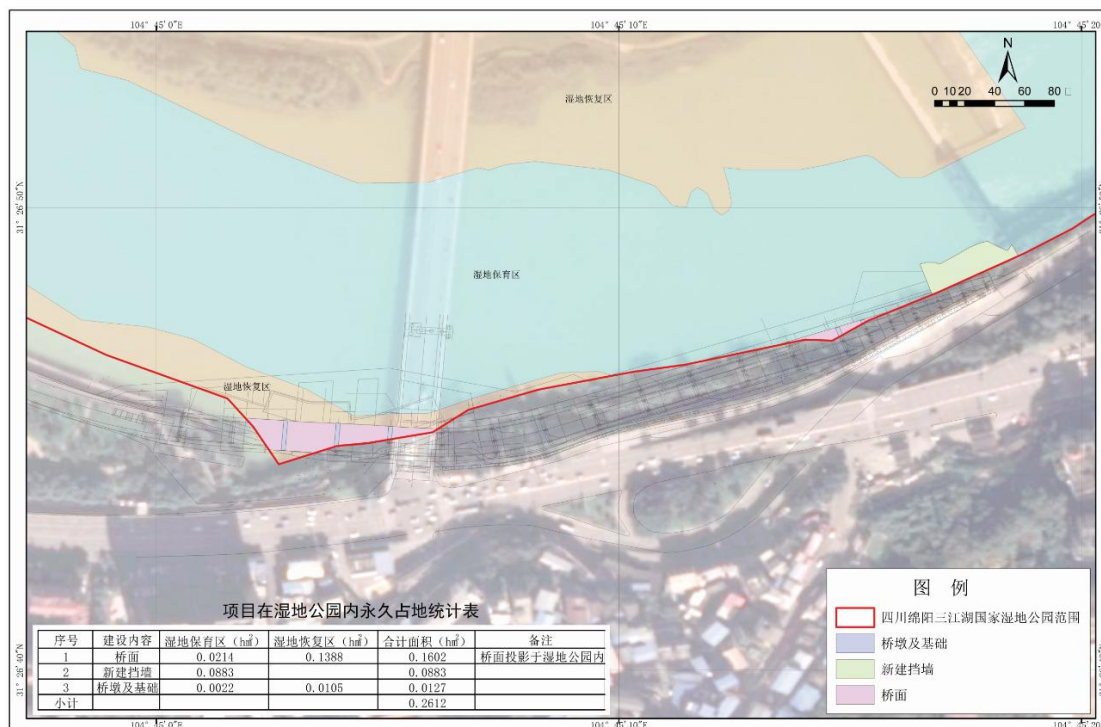 104° 45′ 0″E
104° 45′ 10″E
104° 45′ 20″
N
0 10 20 40 60 80
湿地恢复区
31° 26′ 50″N
湿地保育区
湿地恢复区
项目在湿地公园内永久占地统计表
序号 建设内容 湿地保育区（hm²） 湿地恢复区（hm²） 合计面积（hm²） 备注
1 桥面 0.0214 0.1388 0.1602 桥面投影于湿地公园内
2 新建挡墙 0.0883 0.0883
3 桥墩及基础 0.0022 0.0105 0.0127
小计 0.2612
图 例
四川绵阳三江湖国家湿地公园范围
桥墩及基础
新建挡墙
桥面
31° 26′ 40″N
104° 45′ 0″E
104° 45′ 10″E
104° 45′ 20″